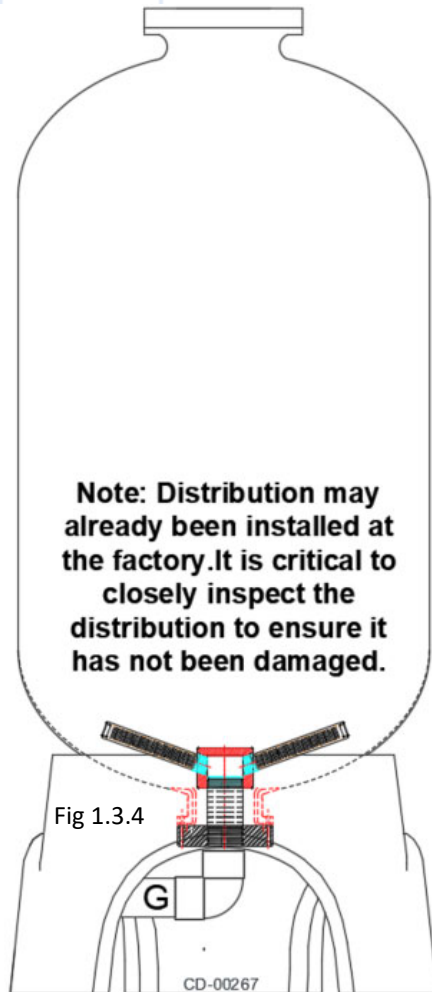 Note: Distribution may
already been installed at
the factory.It is critical to
closely inspect the
distribution to ensure it
has not been damaged.
Fig 1.3.4
G
CD-00267